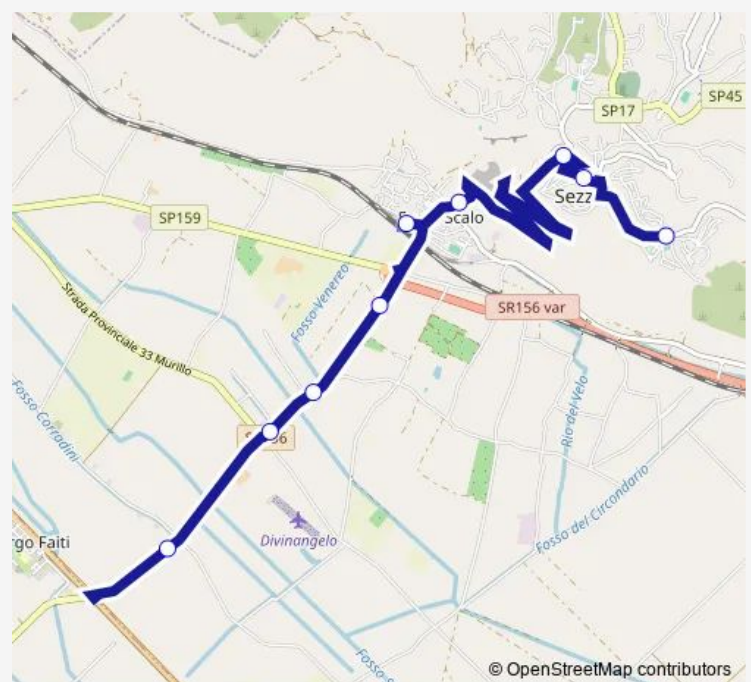 SP17
SP45
Sezz
Scalo
SP159
SR156 var
Fosso Venereo
Strada Provinciale 33 Murillo
Rio del Velo
Fosso Corradini
Fosso del Circondario
rgo Faiti
Divinangelo
Fosso
© OpenStreetMap contributors